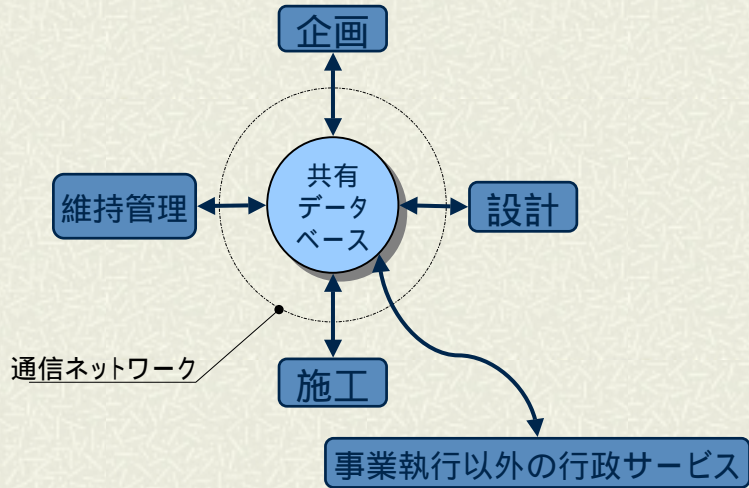 企画
共有
データ
ベース
維持管理
設計
通信ネットワーク
施工
事業執行以外の行政サービス